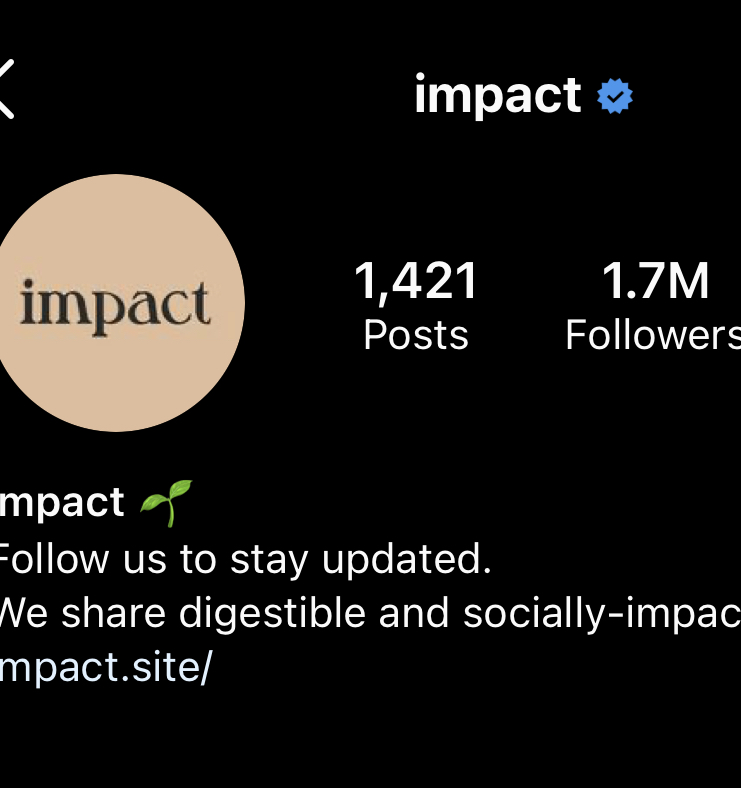 impact
impact
1,421
Posts
1.7M
Followers
mpact 🌱
Follow us to stay updated.
We share digestible and socially-impac
mpact.site/